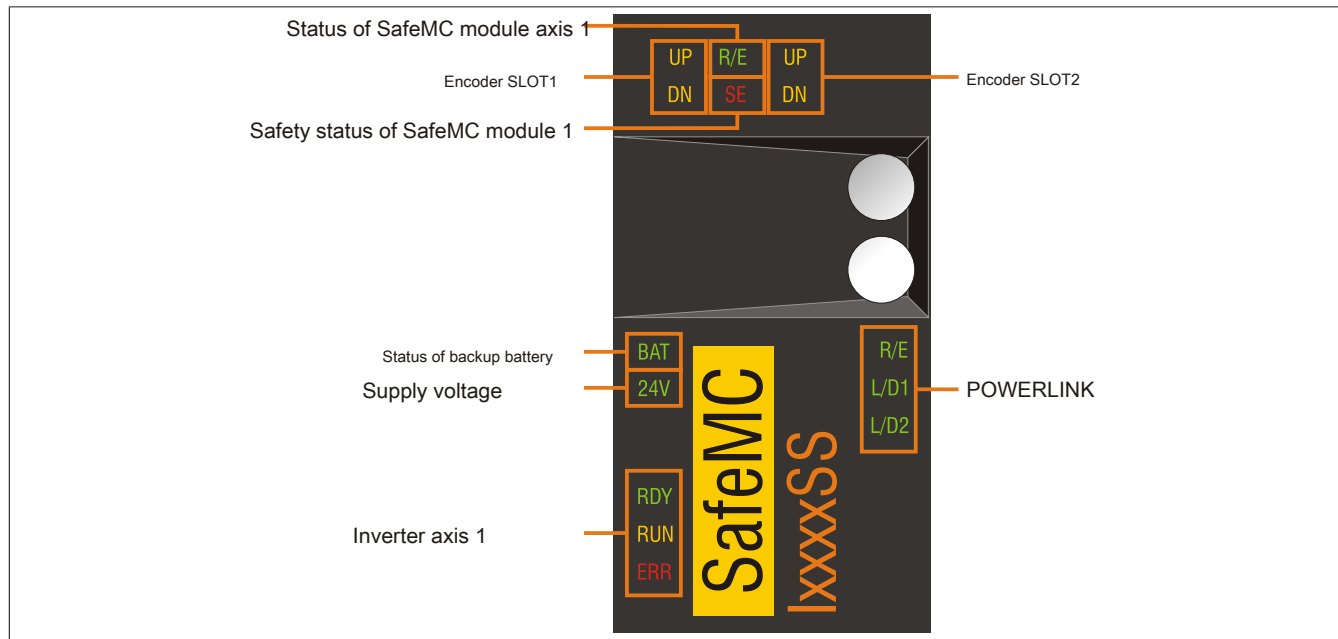 Status of SafeMC module axis 1
UP R/E UP
Encoder SLOT1
Encoder SLOT2
DN SE DN
Safety status of SafeMC module 1
Status of backup battery
BAT
R/E
Supply voltage
24V
L/D1
POWERLINK
L/D2
SafeMC
IxxxxSS
RDY
Inverter axis 1
RUN
ERR